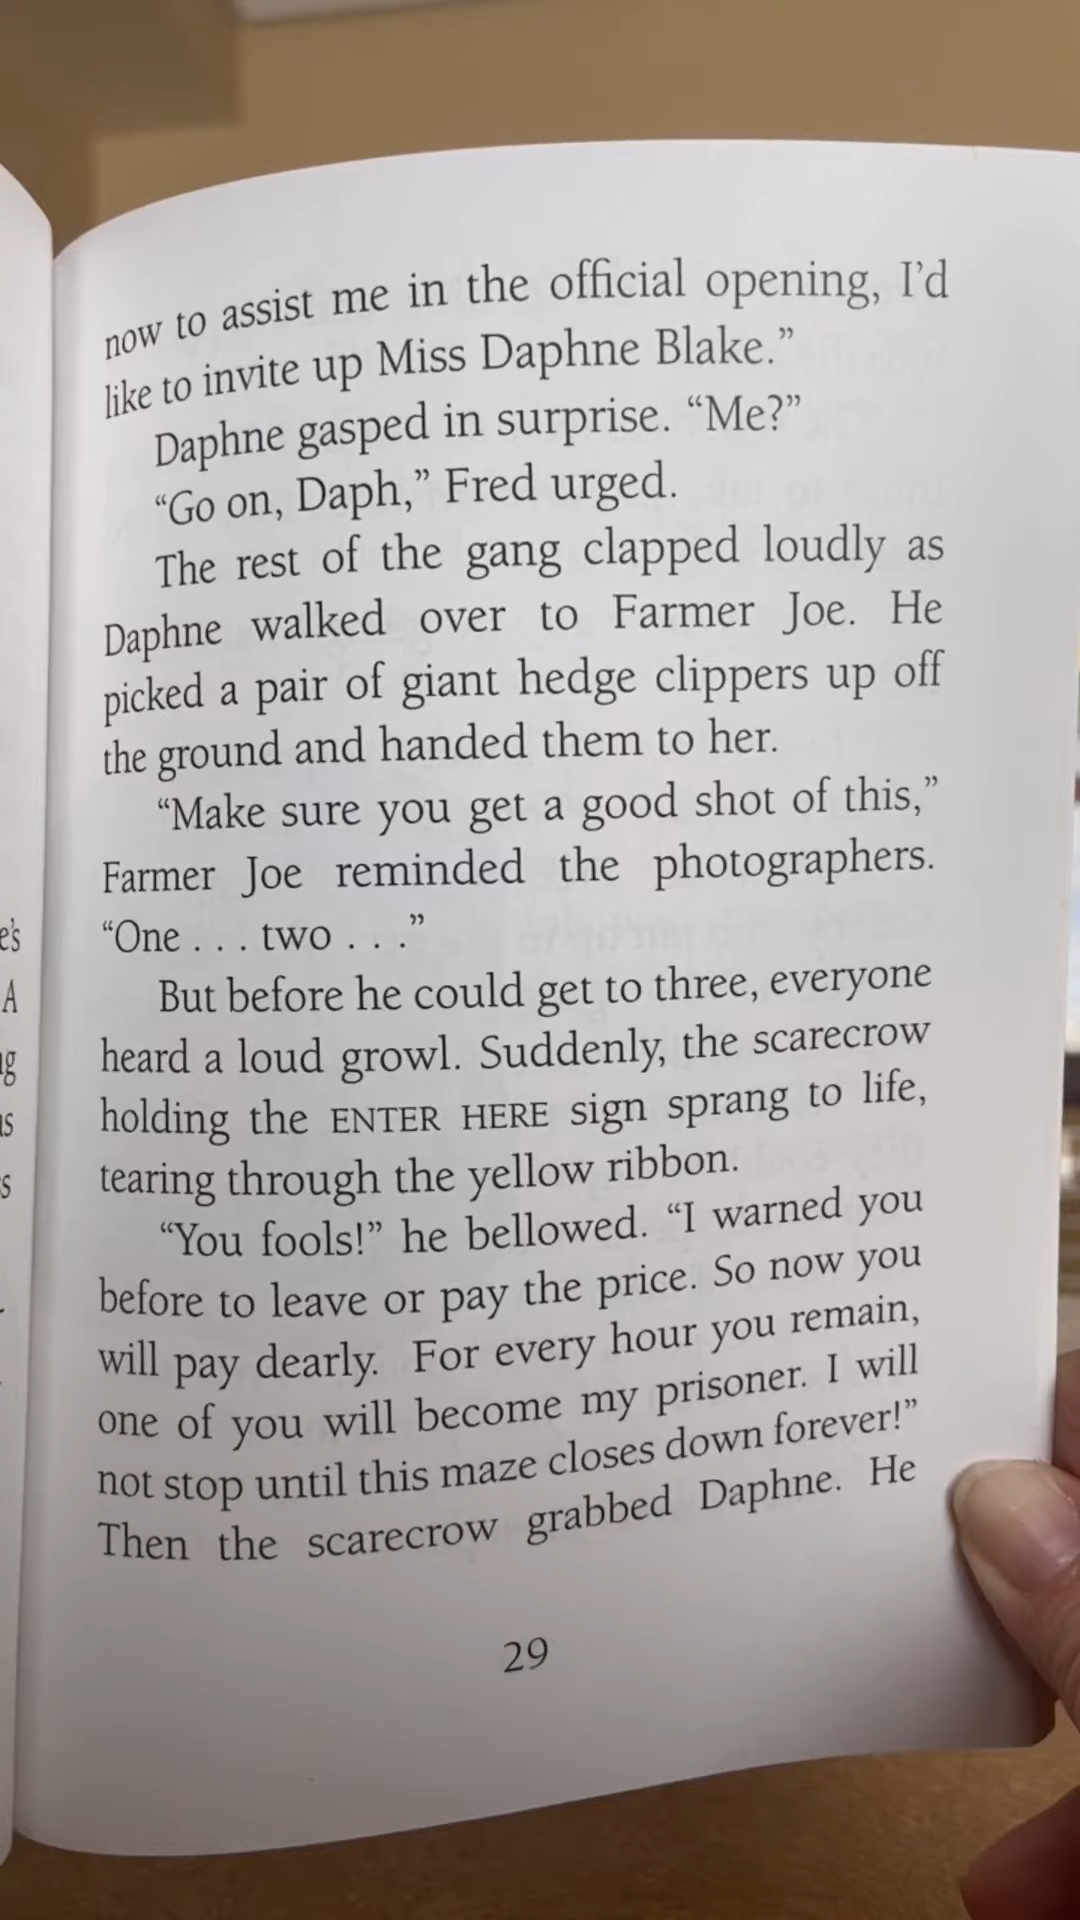 now to assist me in the official opening, I’d
like to invite up Miss Daphne Blake.”
Daphne gasped in surprise. “Me?”
“Go on, Daph,” Fred urged.
The rest of the gang clapped loudly as
Daphne walked over to Farmer Joe. He
picked a pair of giant hedge clippers up off
the ground and handed them to her.
“Make sure you get a good shot of this,”
Farmer Joe reminded the photographers.
“One . . . two . . .”
But before he could get to three, everyone
heard a loud growl. Suddenly, the scarecrow
holding the ENTER HERE sign sprang to life,
tearing through the yellow ribbon.
“You fools!” he bellowed. “I warned you
before to leave or pay the price. So now you
will pay dearly. For every hour you remain,
one of you will become my prisoner. I will
not stop until this maze closes down forever!”
Then the scarecrow grabbed Daphne. He
29